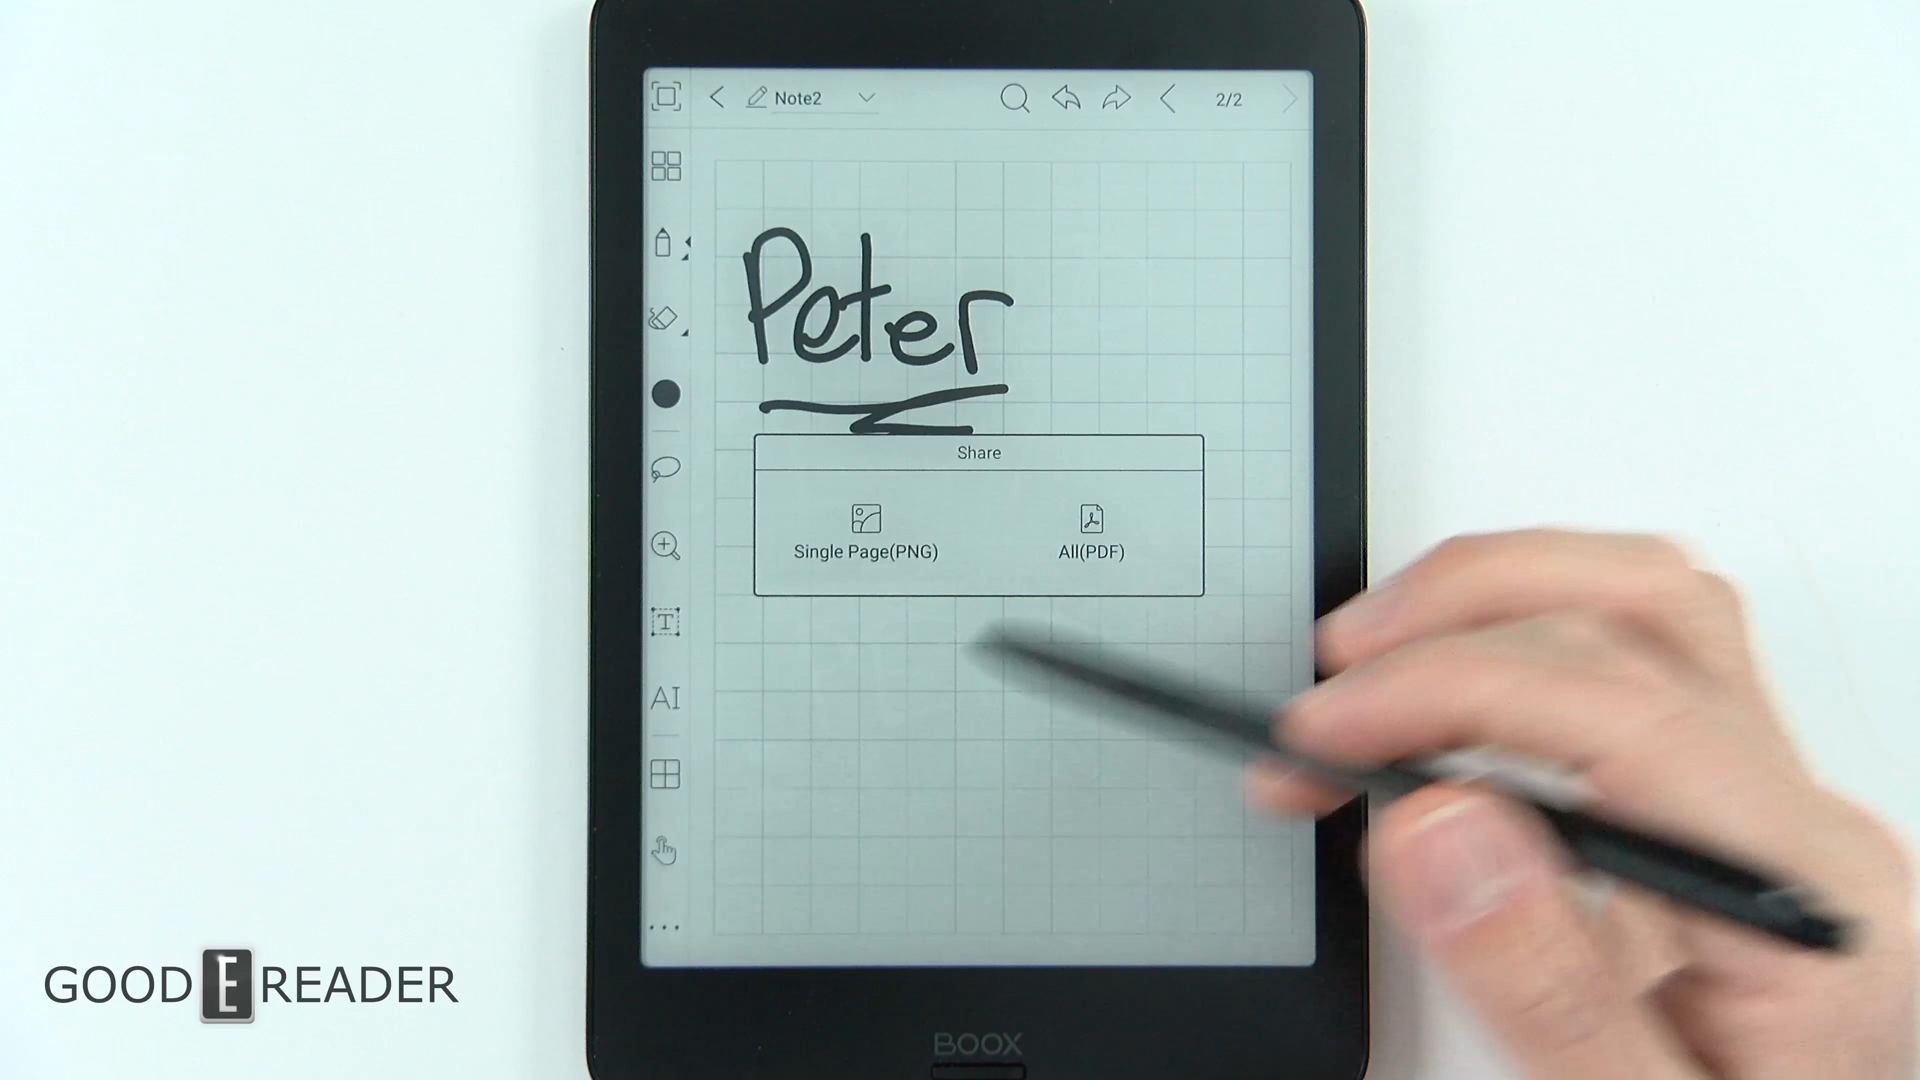 Note2
2/2
Peter
Share
Single Page(PNG)
All(PDF)
T
AI
GOOD E READER
BOOX